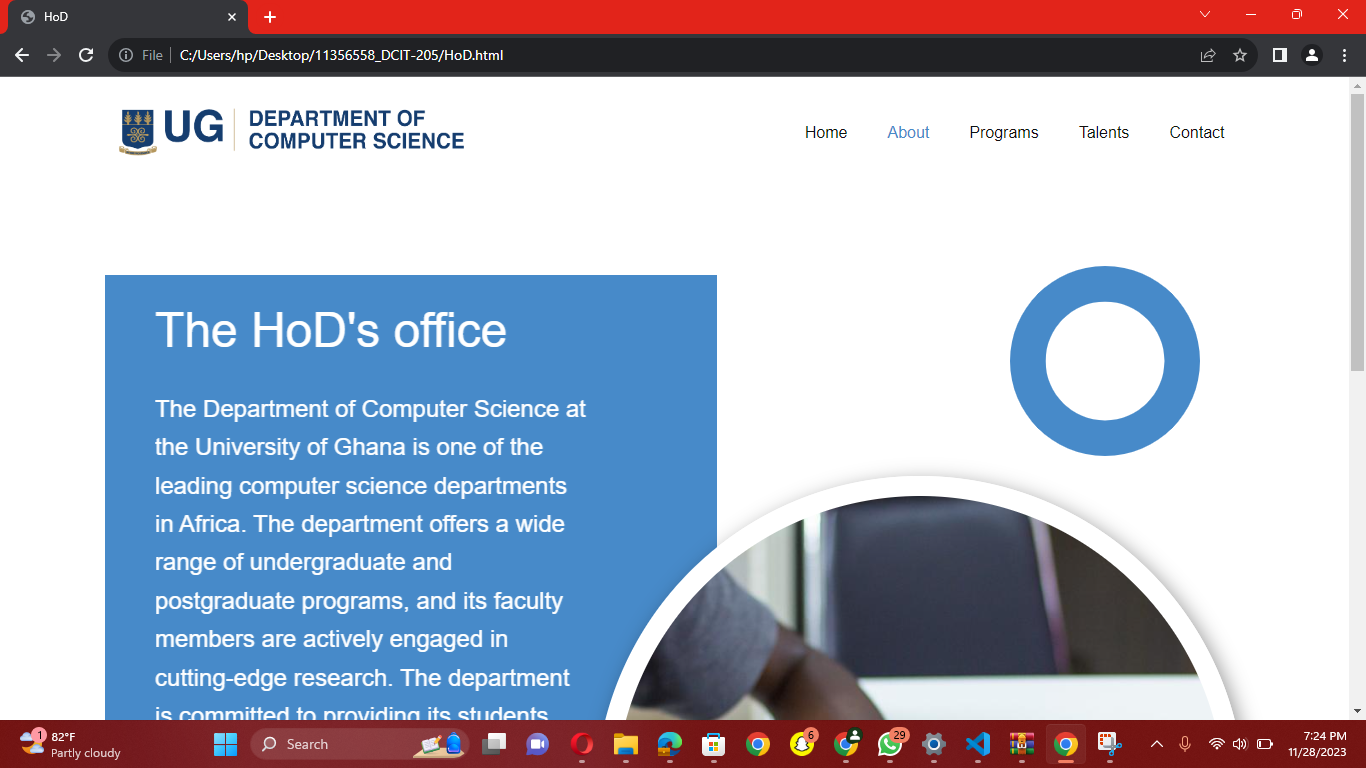 HoD
File
C:/Users/hp/Desktop/11356558_DCIT-205/HoD.html
UG
DEPARTMENT OF
COMPUTER SCIENCE
Home About Programs Talents Contact
The HoD's office
The Department of Computer Science at
the University of Ghana is one of the
leading computer science departments
in Africa. The department offers a wide
range of undergraduate and
postgraduate programs, and its faculty
members are actively engaged in
cutting-edge research. The department
is committed to providing its students
1
82°F
Partly cloudy
Search
6
29
7:24 PM
11/28/2023